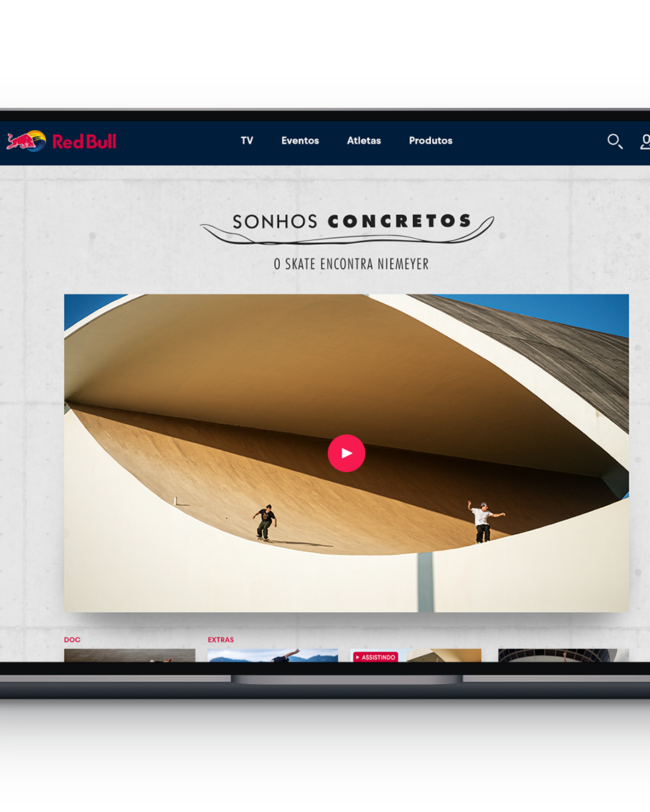 Red Bull
TV Eventos Atletas Produtos
SONHOS CONCRETOS
O SKATE ENCONTRA NIEMEYER
DOC EXTRAS
ASSISTINDO